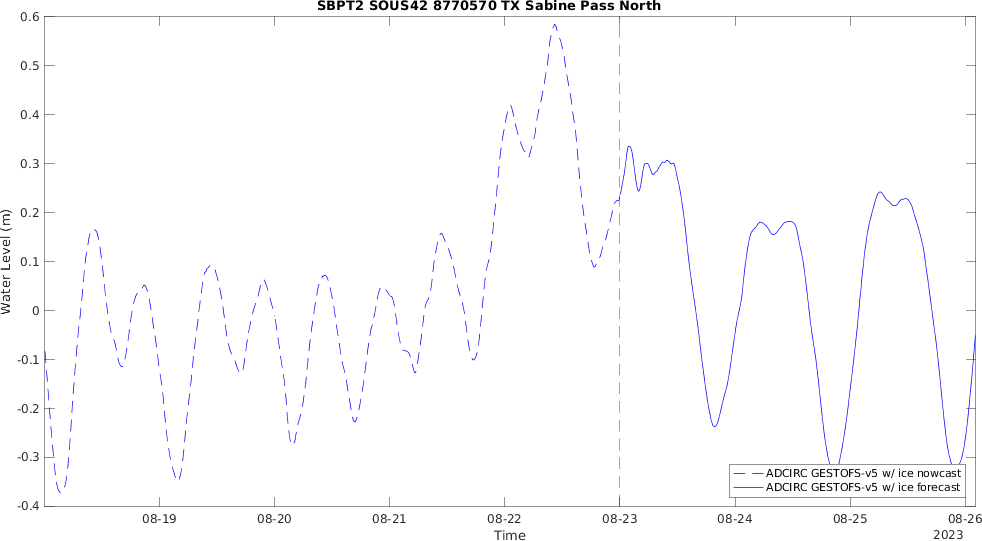 SBPT2 SOUS42 8770570 TX Sabine Pass North
Water Level (m)
0.6
0.5
0.4
0.3
0.2
0.1
0
-0.1
-0.2
-0.3
-0.4
ADCIRC GESTOFS-v5 w/ ice nowcast
ADCIRC GESTOFS-v5 w/ ice forecast
08-19 08-20 08-21 08-22 08-23 08-24 08-25 08-26
Time
2023